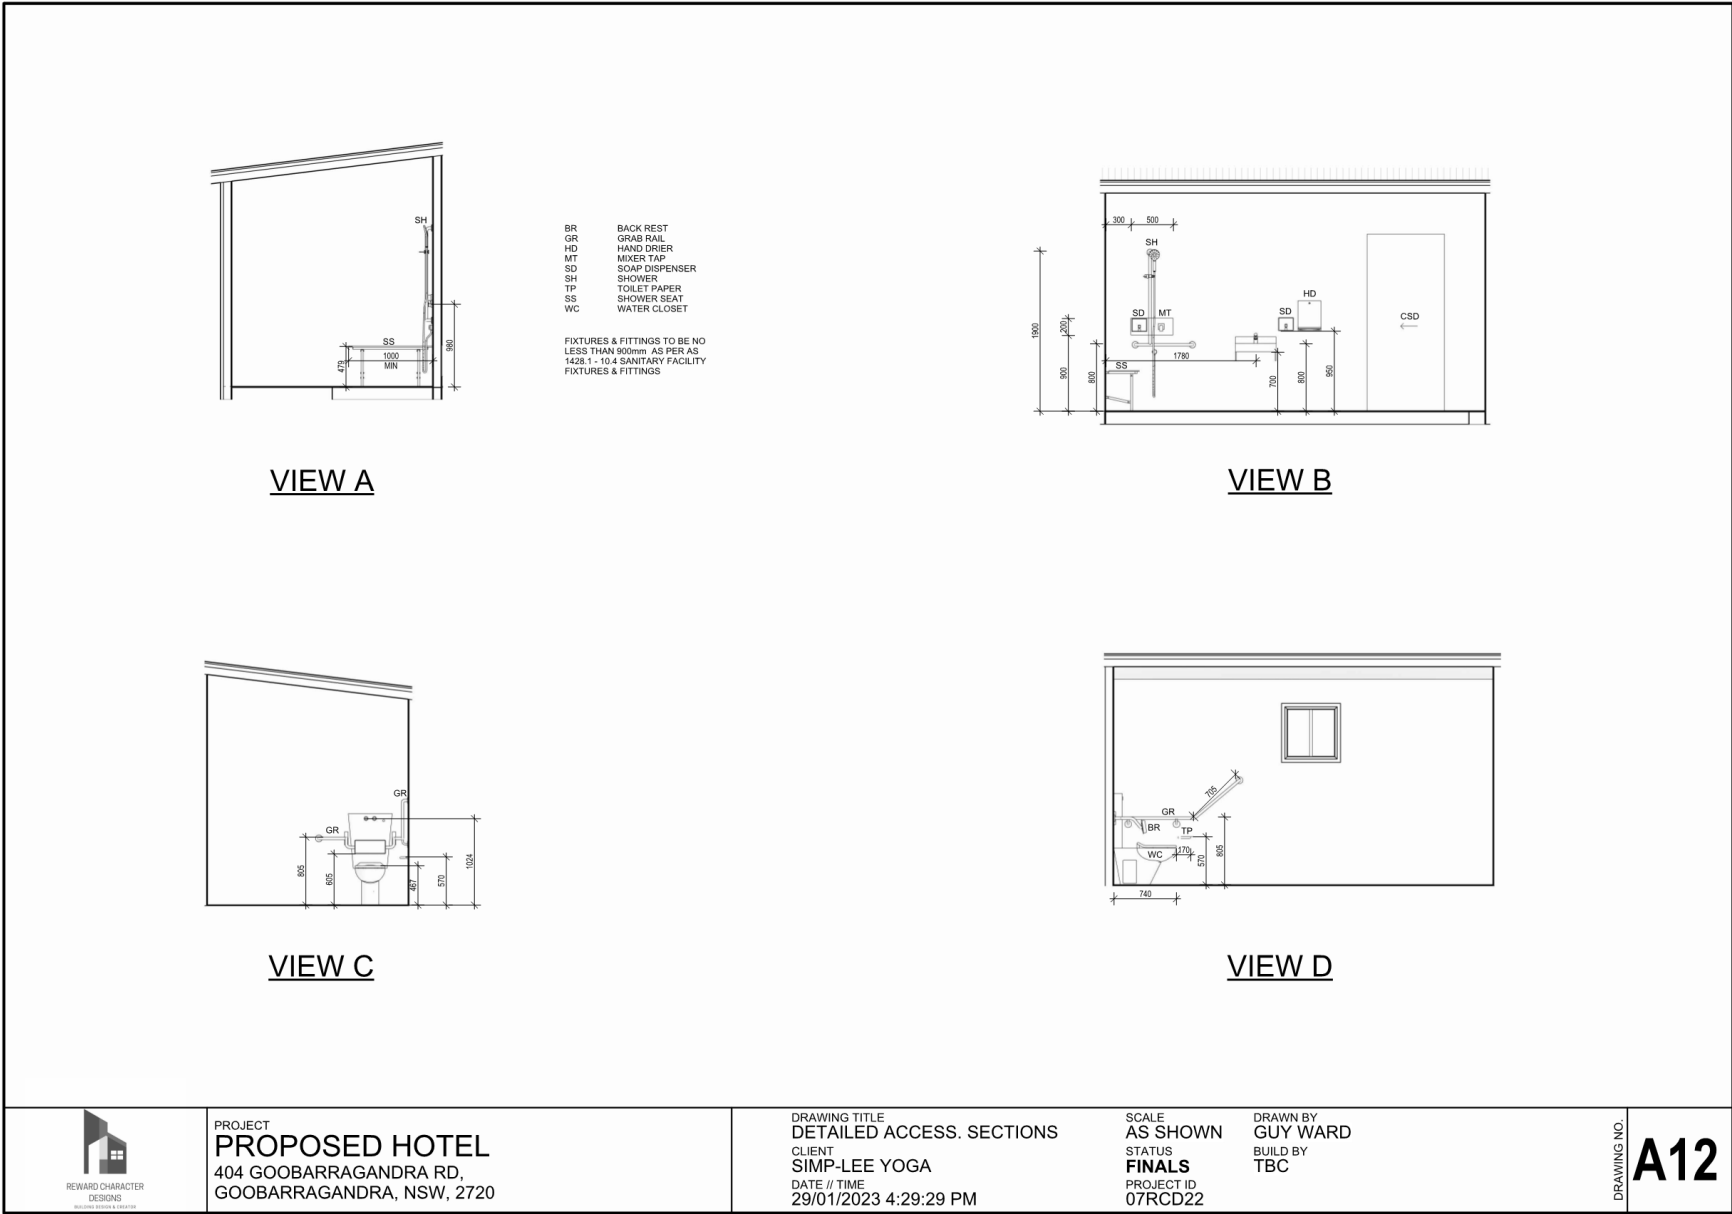 SH
SS
1000
MIN
479
980
VIEW A
BR BACK REST
GR GRAB RAIL
HD HAND DRIER
MT MIXER TAP
SD SOAP DISPENSER
SH SHOWER
TP TOILET PAPER
SS SHOWER SEAT
WC WATER CLOSET
FIXTURES & FITTINGS TO BE NO
LESS THAN 900mm AS PER AS
1428.1 - 10.4 SANITARY FACILITY
FIXTURES & FITTINGS
300 500
SH
HD
SD MT
SD
CSD
1900
200
900
800
1780
SS
700
800
950
VIEW B
GR
GR
805
605
467
570
1024
VIEW C
705
GR
BR
TP
WC
170
570
805
740
VIEW D
REWARD CHARACTER
DESIGNS
BUILDING DESIGN & CREATOR
PROJECT
PROPOSED HOTEL
404 GOOBARRAGANDRA RD,
GOOBARRAGANDRA, NSW, 2720
DRAWING TITLE
DETAILED ACCESS. SECTIONS
CLIENT
SIMP-LEE YOGA
DATE // TIME
29/01/2023 4:29:29 PM
SCALE
AS SHOWN
STATUS
FINALS
PROJECT ID
07RCD22
DRAWN BY
GUY WARD
BUILD BY
TBC
DRAWING NO.
A12